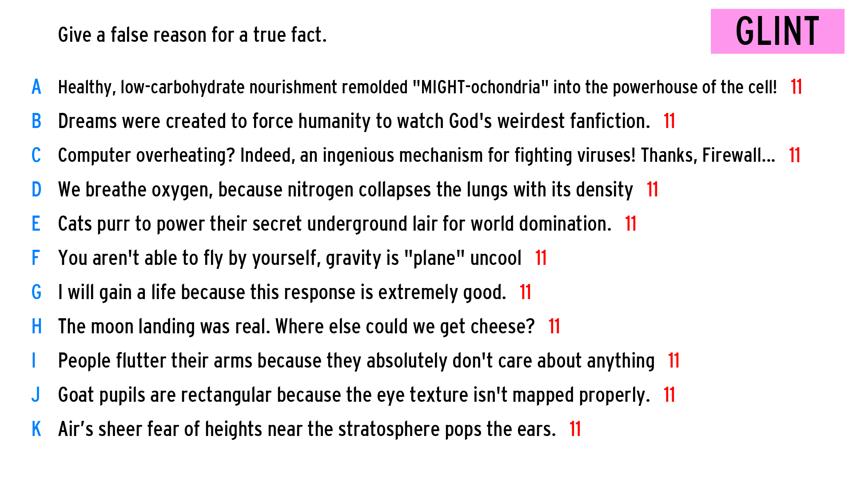 Give a false reason for a true fact.
GLINT
A Healthy, low-carbohydrate nourishment remolded "MIGHT-ochondria" into the powerhouse of the cell! 11
B Dreams were created to force humanity to watch God's weirdest fanfiction. 11
C Computer overheating? Indeed, an ingenious mechanism for fighting viruses! Thanks, Firewall... 11
D We breathe oxygen, because nitrogen collapses the lungs with its density 11
E Cats purr to power their secret underground lair for world domination. 11
F You aren't able to fly by yourself, gravity is "plane" uncool 11
G I will gain a life because this response is extremely good. 11
H The moon landing was real. Where else could we get cheese? 11
I People flutter their arms because they absolutely don't care about anything 11
J Goat pupils are rectangular because the eye texture isn't mapped properly. 11
K Air’s sheer fear of heights near the stratosphere pops the ears. 11